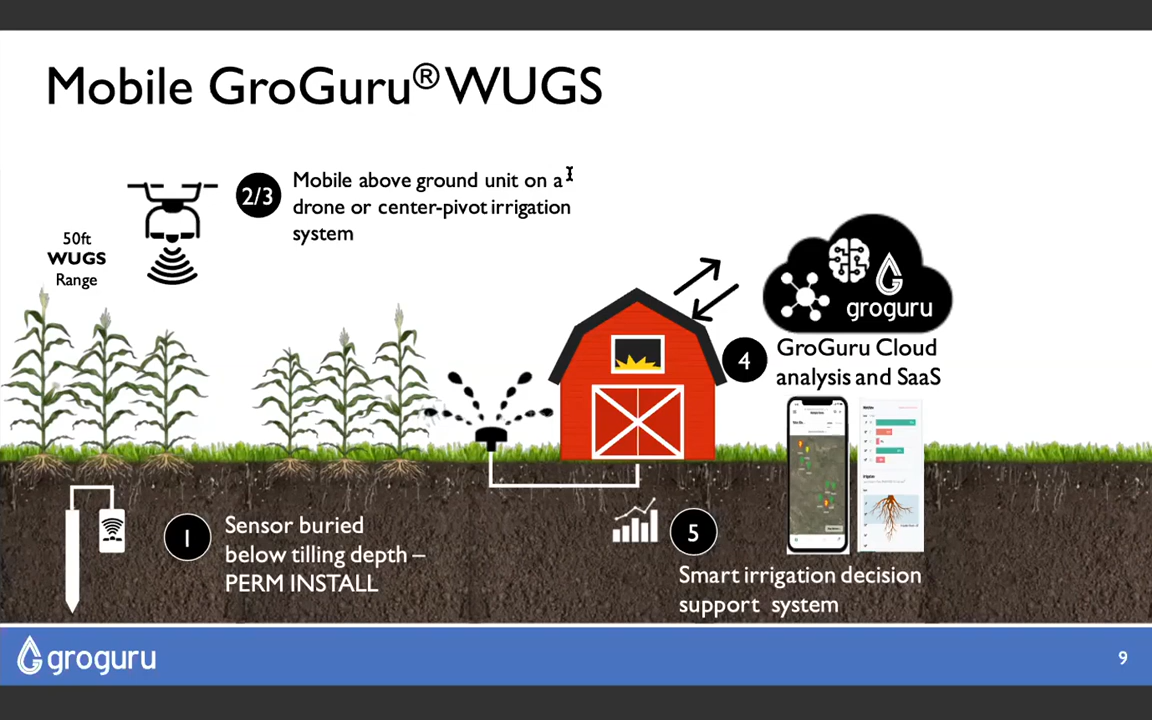 Mobile GroGuru® WUGS
2/3
Mobile above ground unit on a
drone or center-pivot irrigation
system
50ft
WUGS
Range
groguru
4
GroGuru Cloud
analysis and SaaS
1
Sensor buried
below tilling depth –
PERM INSTALL
5
Smart irrigation decision
support system
groguru
9